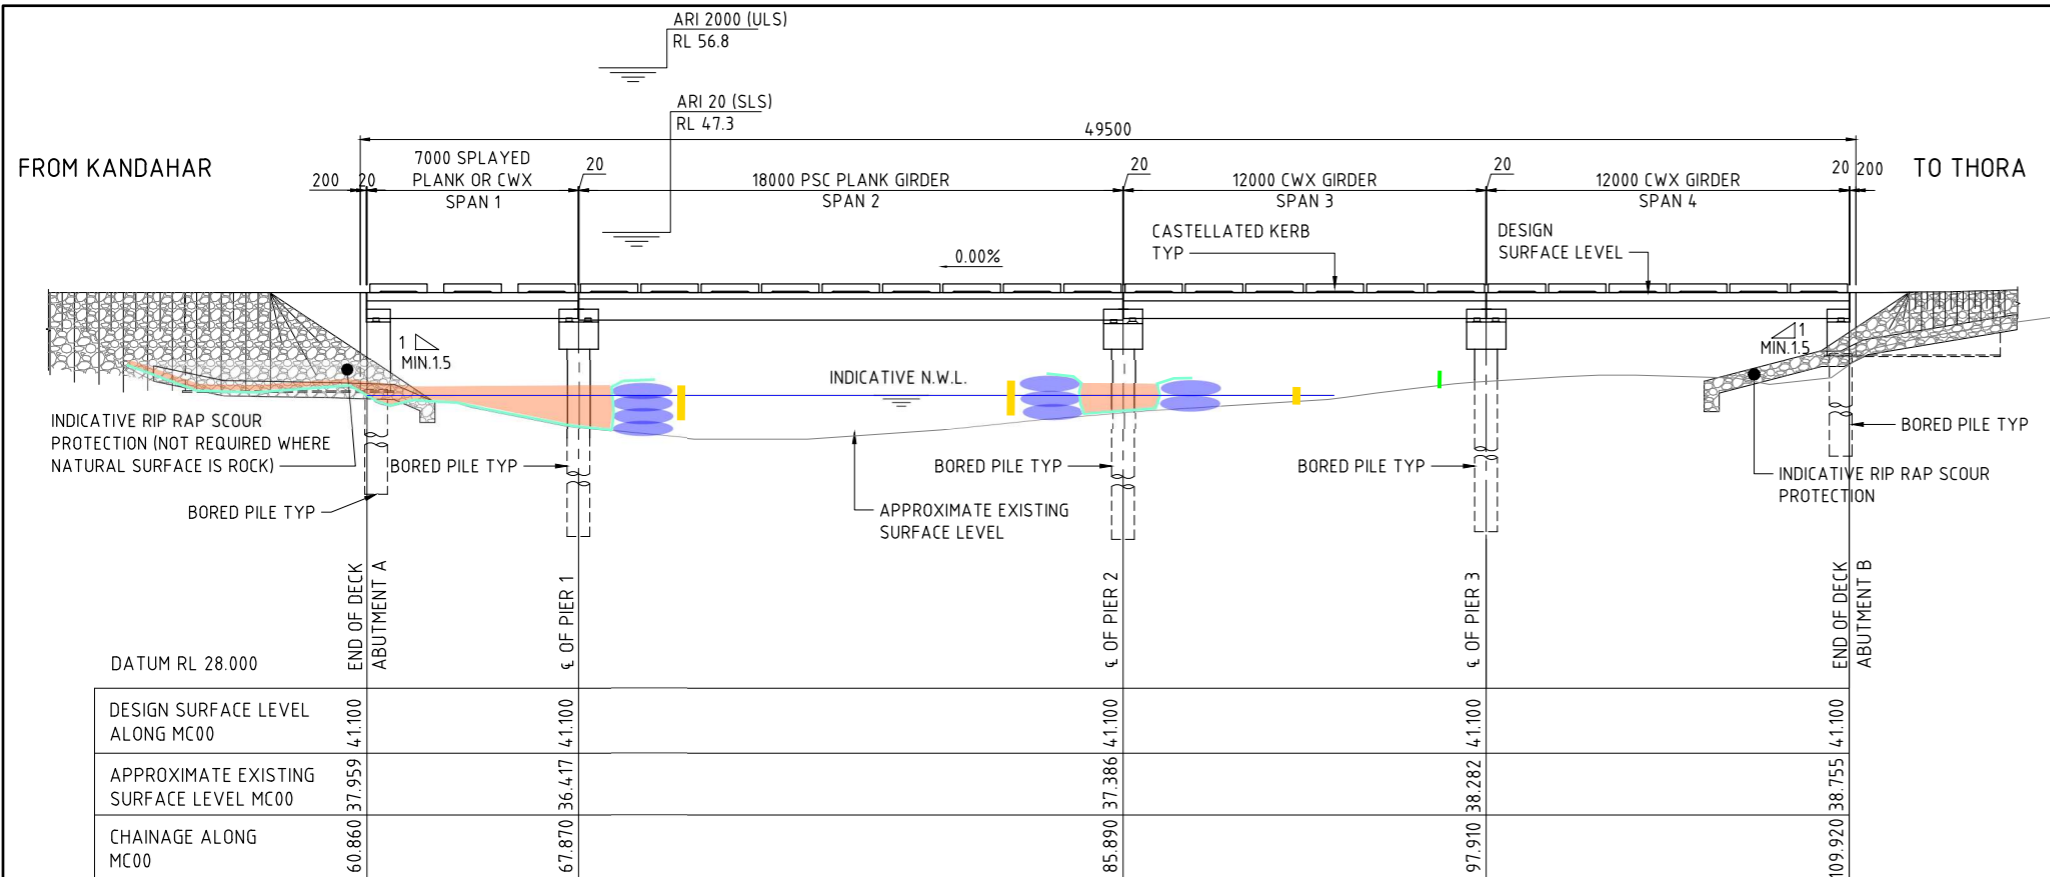 ARI 2000 (ULS)
RL 56.8
ARI 20 (SLS)
RL 47.3
49500
FROM KANDAHAR
TO THORA
200
20
7000 SPLAYED
PLANK OR CWX
SPAN 1
20
18000 PSC PLANK GIRDER
SPAN 2
20
12000 CWX GIRDER
SPAN 3
20
12000 CWX GIRDER
SPAN 4
20
200
CASTELLATED KERB
TYP
DESIGN
SURFACE LEVEL
0.00%
1
MIN.1.5
1
MIN.1.5
INDICATIVE N.W.L.
INDICATIVE RIP RAP SCOUR
PROTECTION (NOT REQUIRED WHERE
NATURAL SURFACE IS ROCK)
BORED PILE TYP
BORED PILE TYP
BORED PILE TYP
BORED PILE TYP
BORED PILE TYP
APPROXIMATE EXISTING
SURFACE LEVEL
INDICATIVE RIP RAP SCOUR
PROTECTION
END OF DECK
ABUTMENT A
℄ OF PIER 1
℄ OF PIER 2
℄ OF PIER 3
END OF DECK
ABUTMENT B
DATUM RL 28.000
DESIGN SURFACE LEVEL
ALONG MC00
41.100
41.100
41.100
41.100
41.100
APPROXIMATE EXISTING
SURFACE LEVEL MC00
37.959
36.417
37.386
38.282
38.755
CHAINAGE ALONG
MC00
60.860
67.870
85.890
97.910
109.920